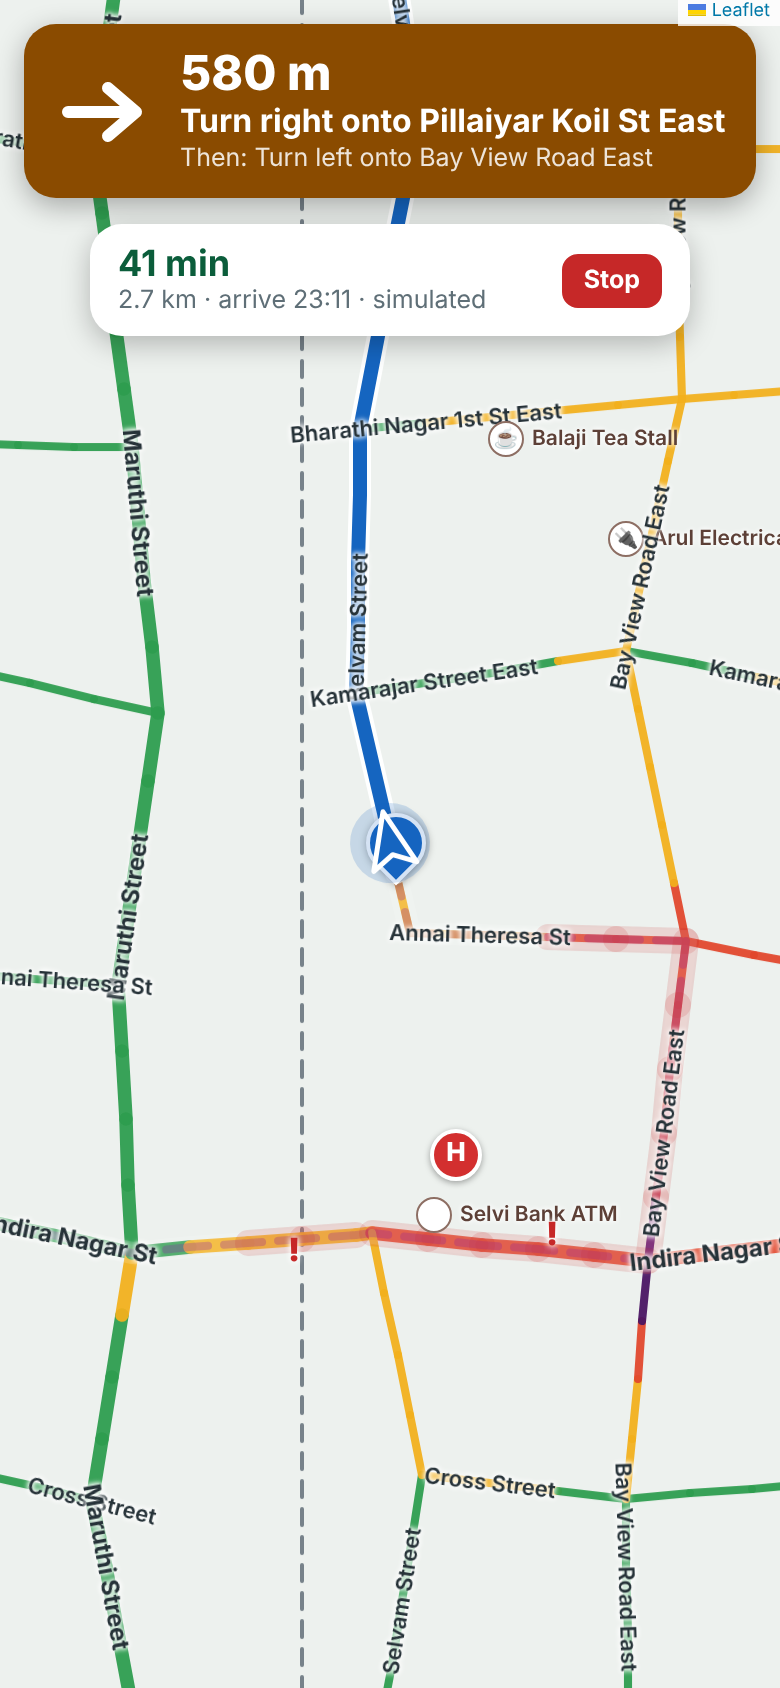 Leaflet
580 m
Turn right onto Pillaiyar Koil St East
Then: Turn left onto Bay View Road East
41 min
2.7 km · arrive 23:11 · simulated
Stop
Bharathi Nagar 1st St East
Balaji Tea Stall
Maruthi Street
Arul Electrica
Bay View Road East
Selvam Street
Kamarajar Street East
Kamara
Maruthi Street
Annai Theresa St
nnai Theresa St
Bay View Road East
H
Selvi Bank ATM
!
!
Indira Nagar St
Indira Nagar S
Cross Street
Cross Street
Maruthi Street
Selvam Street
Bay View Road East